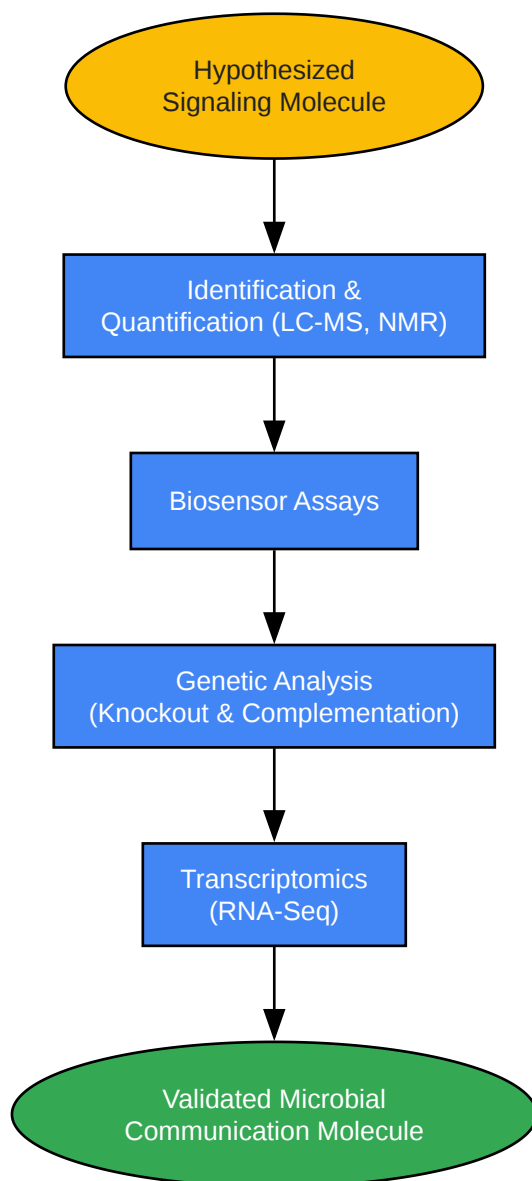 Hypothesized
Signaling Molecule
Identification &
Quantification (LC-MS, NMR)
Biosensor Assays
Genetic Analysis
(Knockout & Complementation)
Transcriptomics
(RNA-Seq)
Validated Microbial
Communication Molecule